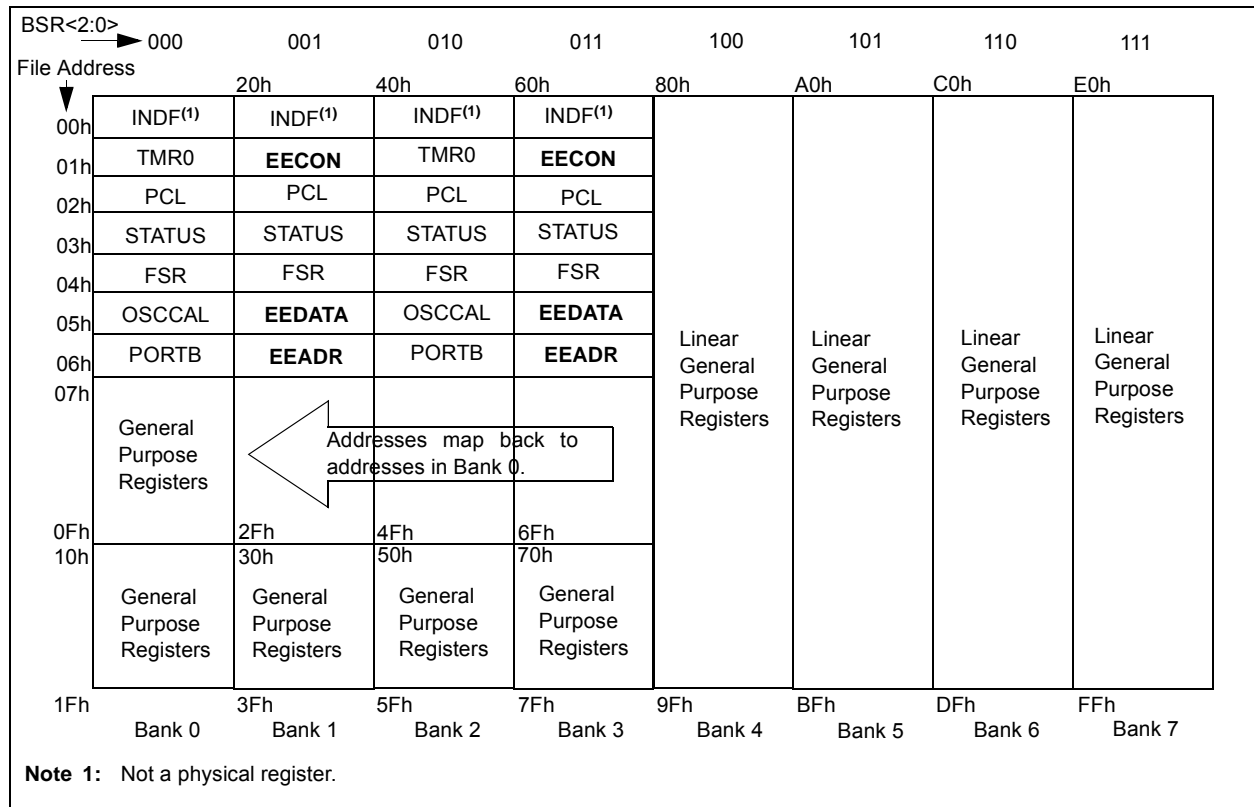 BSR<2:0>
000 001 010 011 100 101 110 111
File Address
20h 40h 60h 80h A0h C0h E0h
00h INDF(1) INDF(1) INDF(1) INDF(1)
01h TMR0 EECON TMR0 EECON
02h PCL PCL PCL PCL
03h STATUS STATUS STATUS STATUS
04h FSR FSR FSR FSR
05h OSCCAL EEDATA OSCCAL EEDATA
06h PORTB EEADR PORTB EEADR
07h
General
Purpose
Registers
Addresses map back to
addresses in Bank 0.
Linear
General
Purpose
Registers
Linear
General
Purpose
Registers
Linear
General
Purpose
Registers
Linear
General
Purpose
Registers
0Fh 2Fh 4Fh 6Fh
10h 30h 50h 70h
General
Purpose
Registers
General
Purpose
Registers
General
Purpose
Registers
General
Purpose
Registers
1Fh 3Fh 5Fh 7Fh 9Fh BFh DFh FFh
Bank 0 Bank 1 Bank 2 Bank 3 Bank 4 Bank 5 Bank 6 Bank 7
Note 1: Not a physical register.